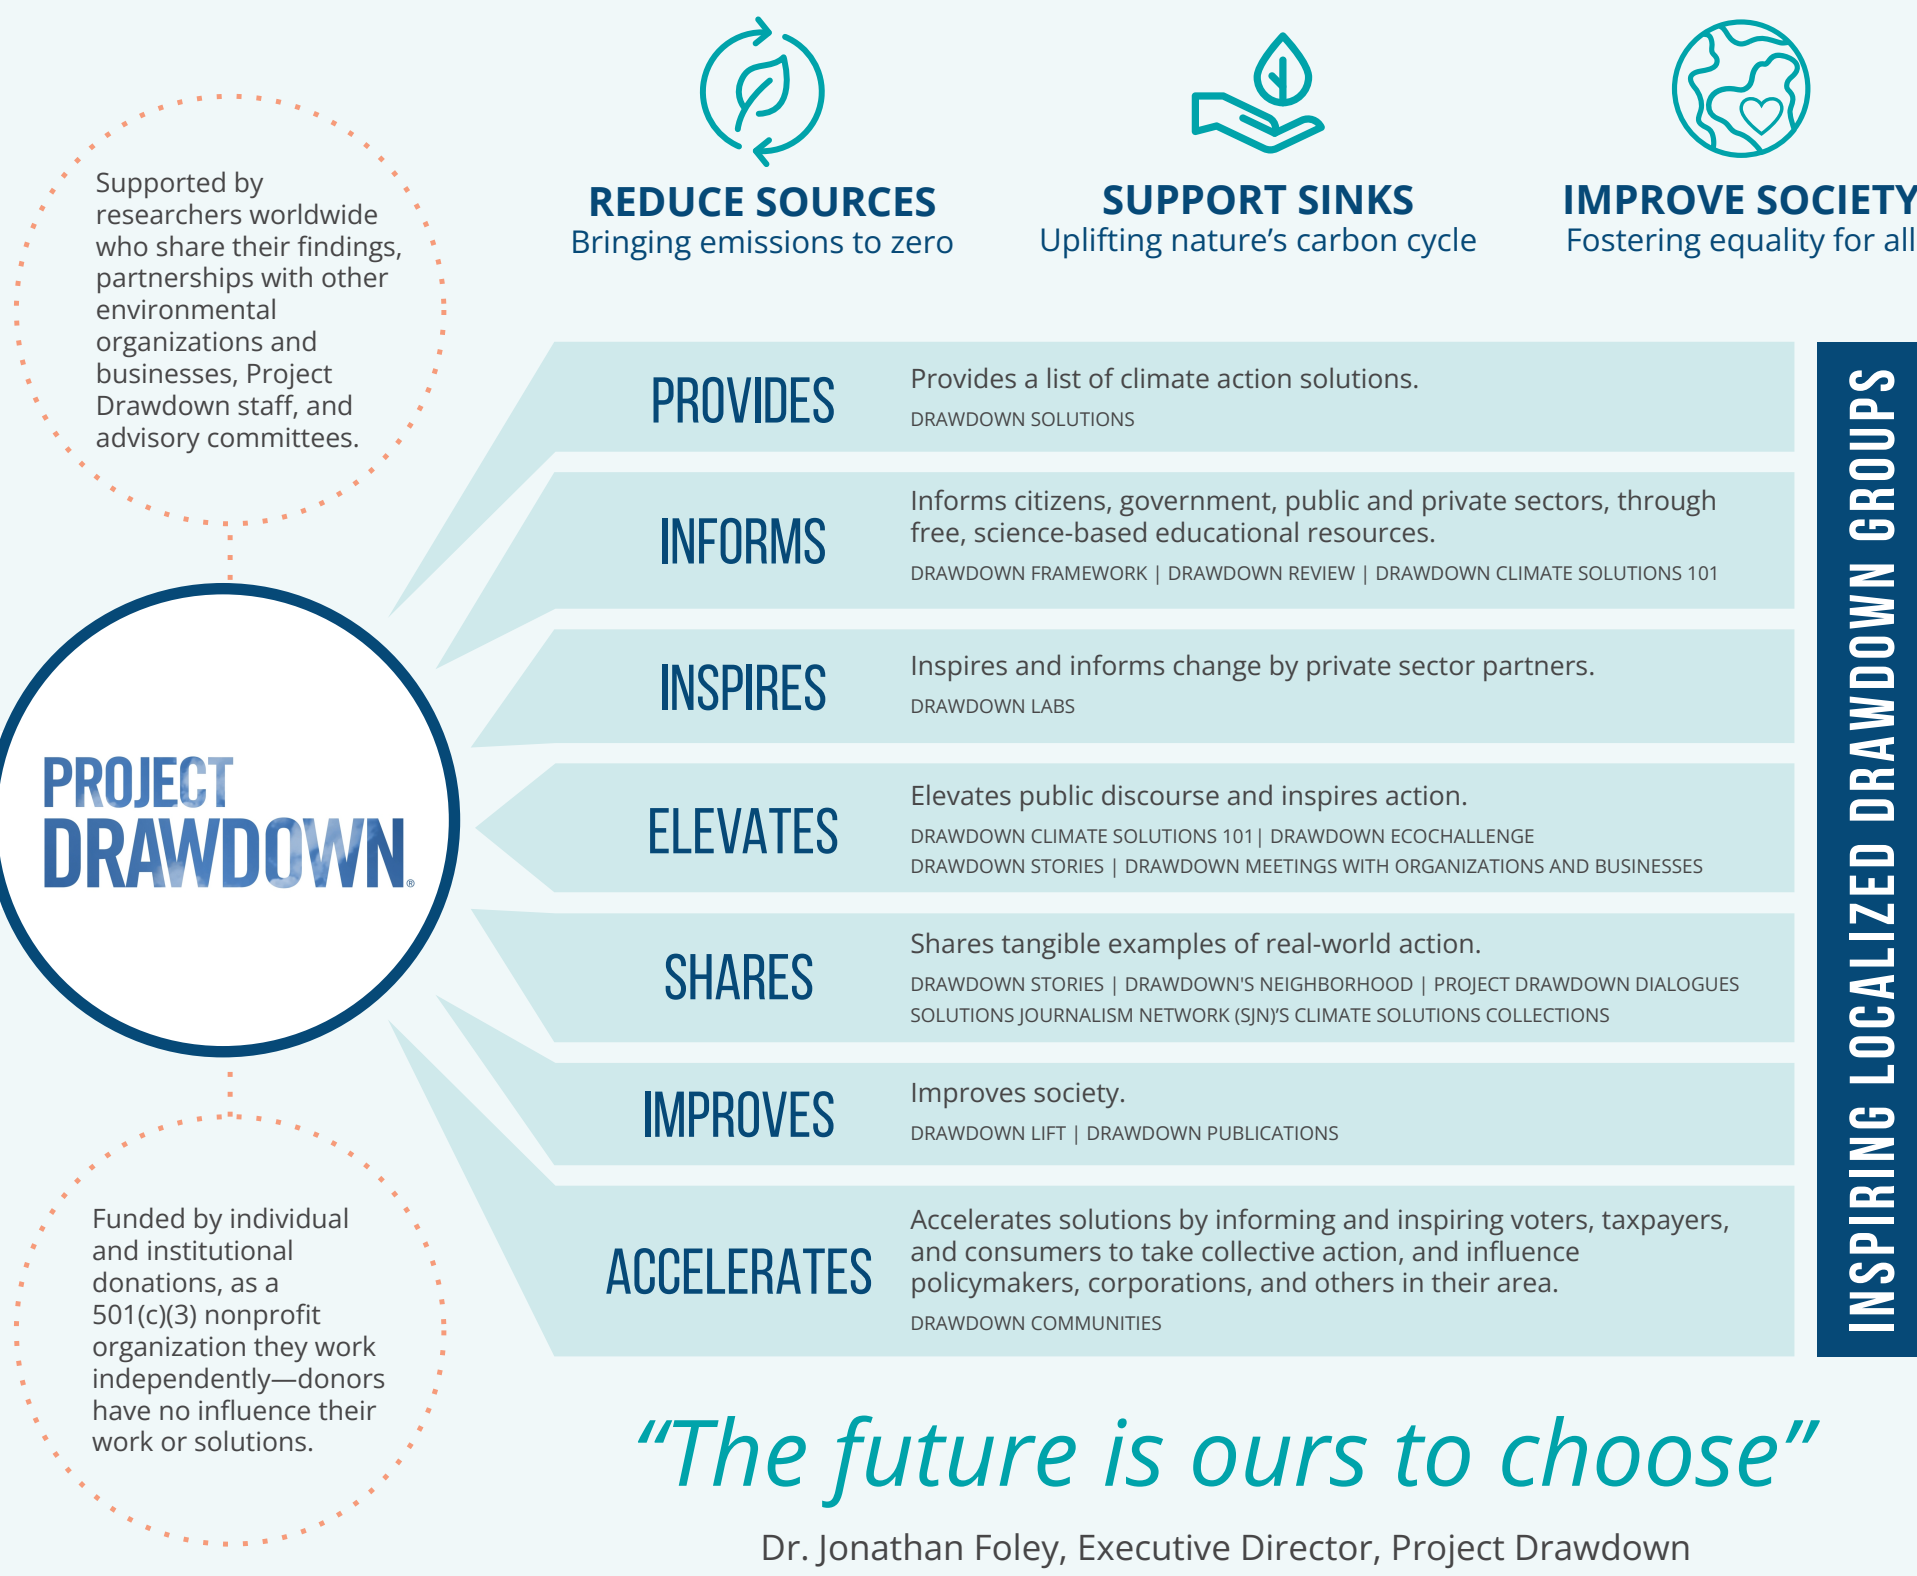 REDUCE SOURCES
Bringing emissions to zero
SUPPORT SINKS
Uplifting nature’s carbon cycle
IMPROVE SOCIETY
Fostering equality for all
Supported by
researchers worldwide
who share their findings,
partnerships with other
environmental
organizations and
businesses, Project
Drawdown staff, and
advisory committees.
PROJECT
DRAWDOWN®
Funded by individual
and institutional
donations, as a
501(c)(3) nonprofit
organization they work
independently—donors
have no influence their
work or solutions.
PROVIDES
Provides a list of climate action solutions.
DRAWDOWN SOLUTIONS
INFORMS
Informs citizens, government, public and private sectors, through
free, science-based educational resources.
DRAWDOWN FRAMEWORK | DRAWDOWN REVIEW | DRAWDOWN CLIMATE SOLUTIONS 101
INSPIRES
Inspires and informs change by private sector partners.
DRAWDOWN LABS
ELEVATES
Elevates public discourse and inspires action.
DRAWDOWN CLIMATE SOLUTIONS 101| DRAWDOWN ECOCHALLENGE
DRAWDOWN STORIES | DRAWDOWN MEETINGS WITH ORGANIZATIONS AND BUSINESSES
SHARES
Shares tangible examples of real-world action.
DRAWDOWN STORIES | DRAWDOWN'S NEIGHBORHOOD | PROJECT DRAWDOWN DIALOGUES
SOLUTIONS JOURNALISM NETWORK (SJN)’S CLIMATE SOLUTIONS COLLECTIONS
IMPROVES
Improves society.
DRAWDOWN LIFT | DRAWDOWN PUBLICATIONS
ACCELERATES
Accelerates solutions by informing and inspiring voters, taxpayers,
and consumers to take collective action, and influence
policymakers, corporations, and others in their area.
DRAWDOWN COMMUNITIES
INSPIRING LOCALIZED DRAWDOWN GROUPS
“The future is ours to choose”
Dr. Jonathan Foley, Executive Director, Project Drawdown